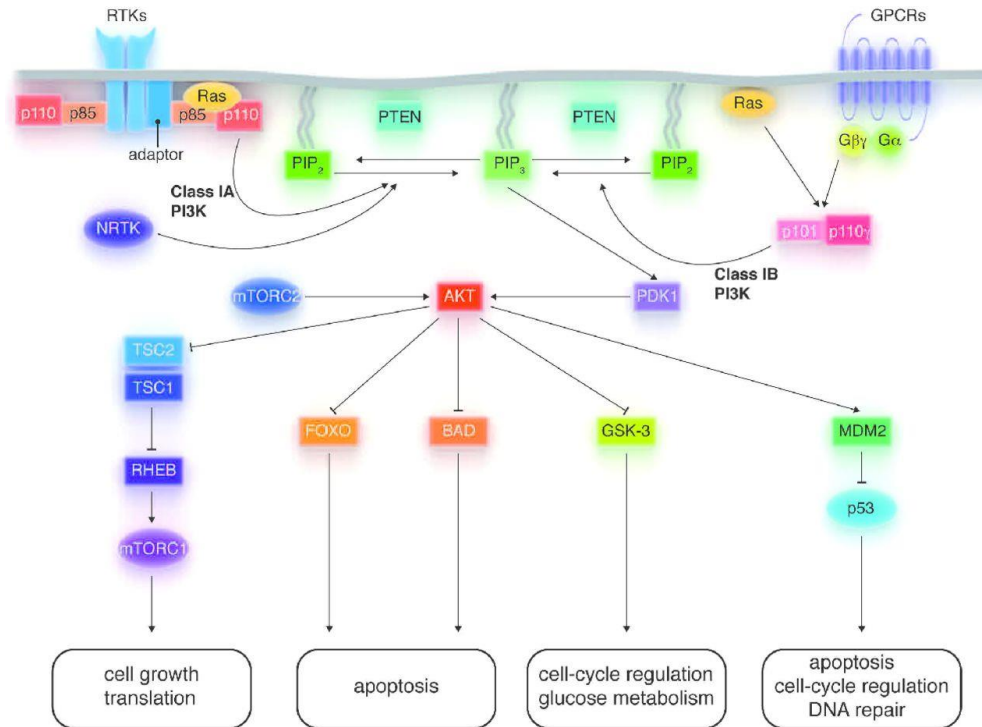 RTKs
GPCRs
p110
p85
p85
Ras
p110
adaptor
PTEN
PTEN
Ras
Gβγ
Gα
PIP2
PIP3
PIP2
Class IA
PI3K
NRTK
p101
p110γ
Class IB
PI3K
mTORC2
AKT
PDK1
TSC2
TSC1
FOXO
BAD
GSK-3
MDM2
RHEB
p53
mTORC1
cell growth
translation
apoptosis
cell-cycle regulation
glucose metabolism
apoptosis
cell-cycle regulation
DNA repair